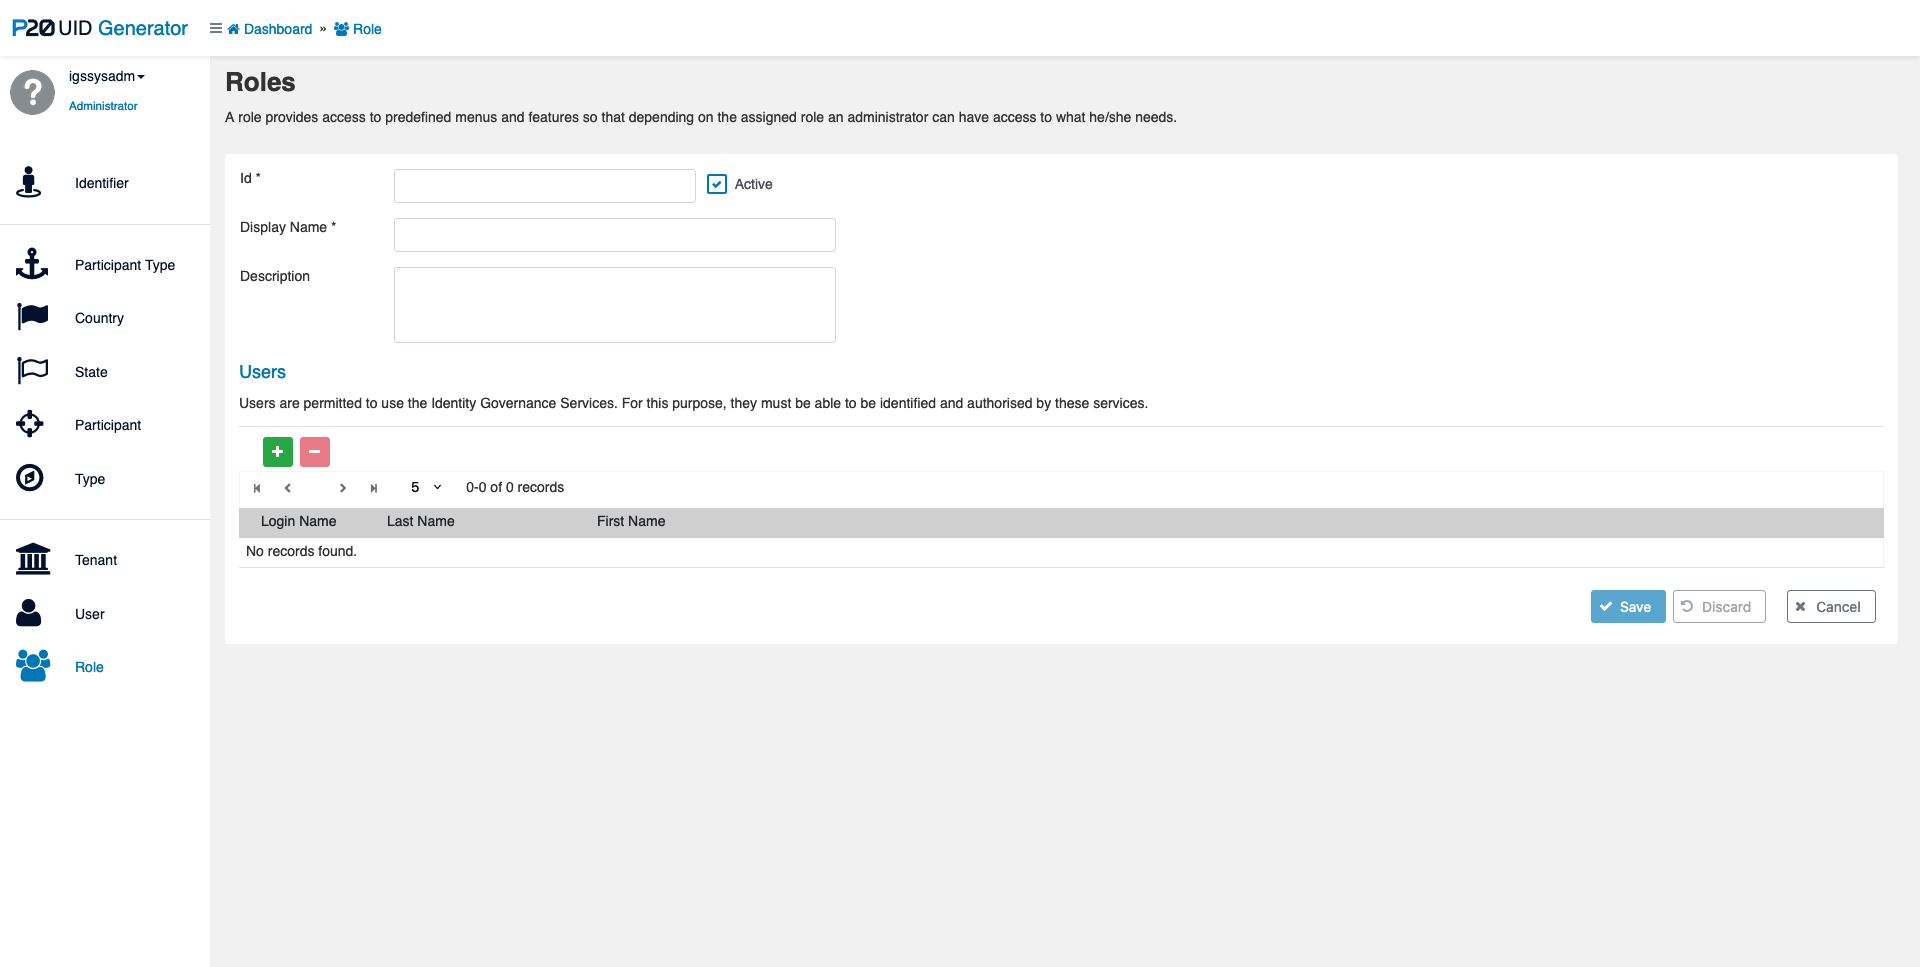 P20 UID Generator
Dashboard » Role
igssysadm
Administrator
Identifier
Participant Type
Country
State
Participant
Type
Tenant
User
Role
Roles
A role provides access to predefined menus and features so that depending on the assigned role an administrator can have access to what he/she needs.
Id *
Active
Display Name *
Description
Users
Users are permitted to use the Identity Governance Services. For this purpose, they must be able to be identified and authorised by these services.
5 0-0 of 0 records
Login Name Last Name First Name
No records found.
Save Discard Cancel